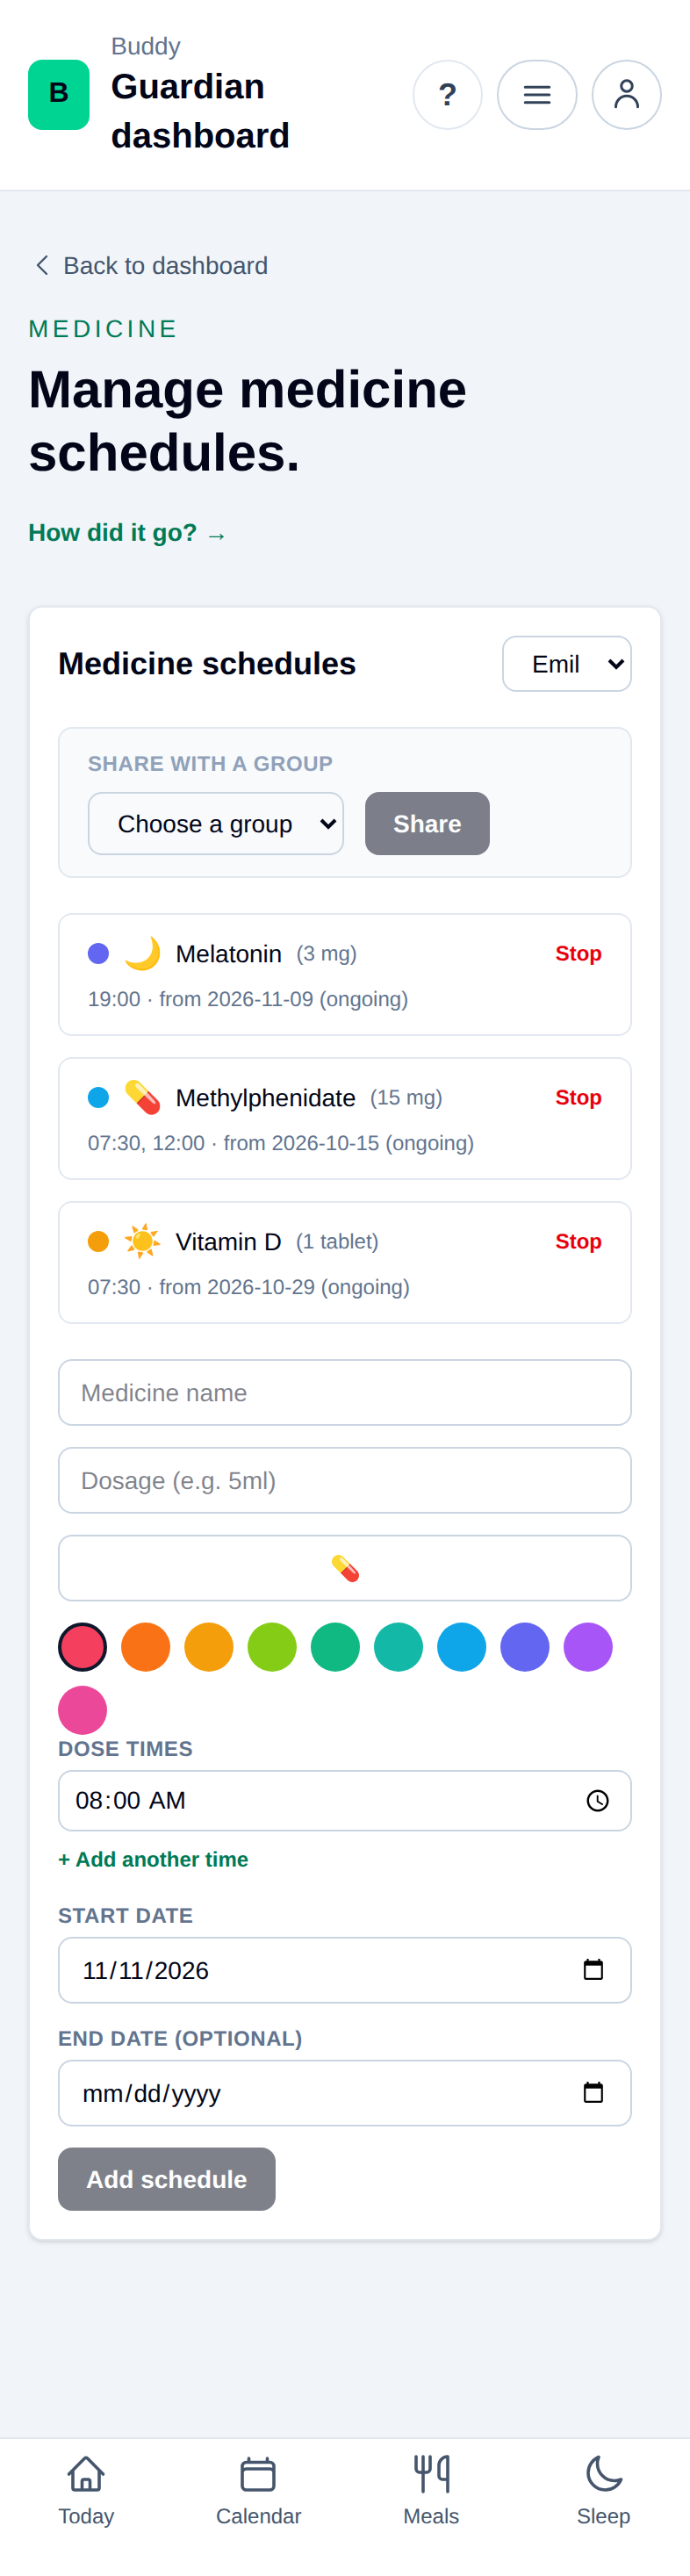 B
Buddy
Guardian
dashboard
?
Back to dashboard
MEDICINE
Manage medicine
schedules.
How did it go? →
Medicine schedules
Emil
SHARE WITH A GROUP
Choose a group
Share
Melatonin (3 mg)
Stop
19:00 · from 2026-11-09 (ongoing)
Methylphenidate (15 mg)
Stop
07:30, 12:00 · from 2026-10-15 (ongoing)
Vitamin D (1 tablet)
Stop
07:30 · from 2026-10-29 (ongoing)
Medicine name
Dosage (e.g. 5ml)
DOSE TIMES
08:00 AM
+ Add another time
START DATE
11/11/2026
END DATE (OPTIONAL)
mm/dd/yyyy
Add schedule
Today
Calendar
Meals
Sleep